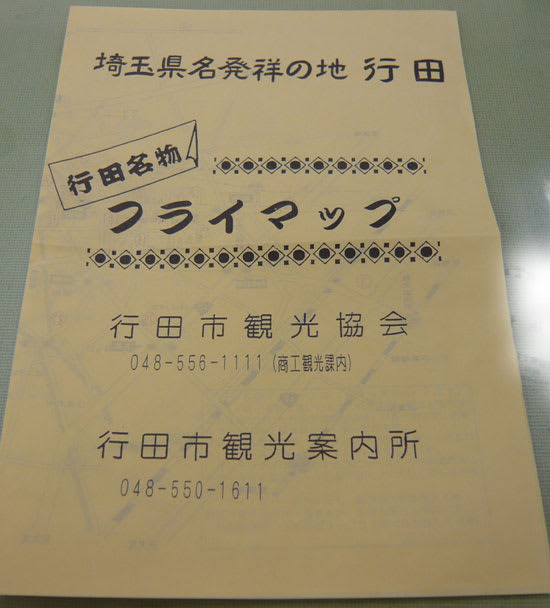 埼玉県名発祥の地 行田
行田名物
フライマップ
行田市観光協会
048-556-1111(商工観光課内)
行田市観光案内所
048-550-1611